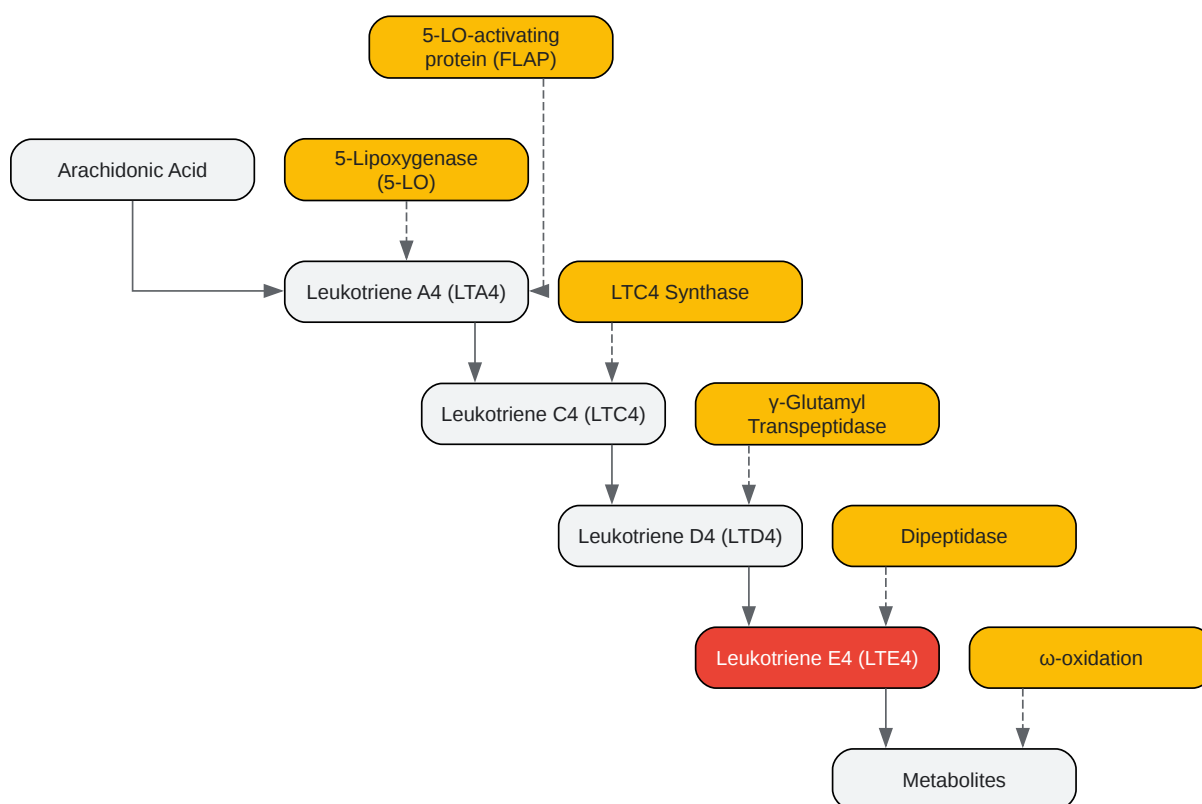 5-LO-activating
protein (FLAP)
Arachidonic Acid
5-Lipoxygenase
(5-LO)
Leukotriene A4 (LTA4)
LTC4 Synthase
Leukotriene C4 (LTC4)
γ-Glutamyl
Transpeptidase
Leukotriene D4 (LTD4)
Dipeptidase
Leukotriene E4 (LTE4)
ω-oxidation
Metabolites